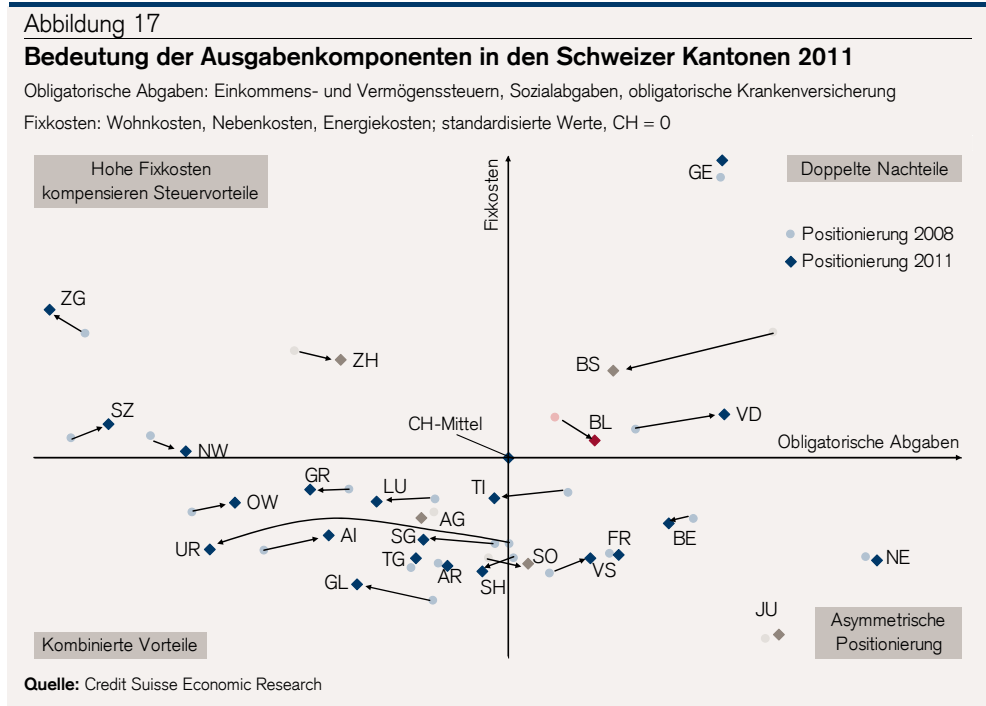 Abbildung 17
Bedeutung der Ausgabenkomponenten in den Schweizer Kantonen 2011
Obligatorische Abgaben: Einkommens- und Vermögenssteuern, Sozialabgaben, obligatorische Krankenversicherung
Fixkosten: Wohnkosten, Nebenkosten, Energiekosten; standardisierte Werte, CH = 0
Hohe Fixkosten
kompensieren Steuervorteile
Fixkosten
GE
Doppelte Nachteile
Positionierung 2008
Positionierung 2011
ZG
ZH
BS
SZ
NW
CH-Mittel
BL
VD
Obligatorische Abgaben
GR
LU
TI
OW
AG
UR
AI
SG
TG
AR
SH
SO
VS
FR
BE
NE
GL
JU
Kombinierte Vorteile
Asymmetrische
Positionierung
Quelle: Credit Suisse Economic Research